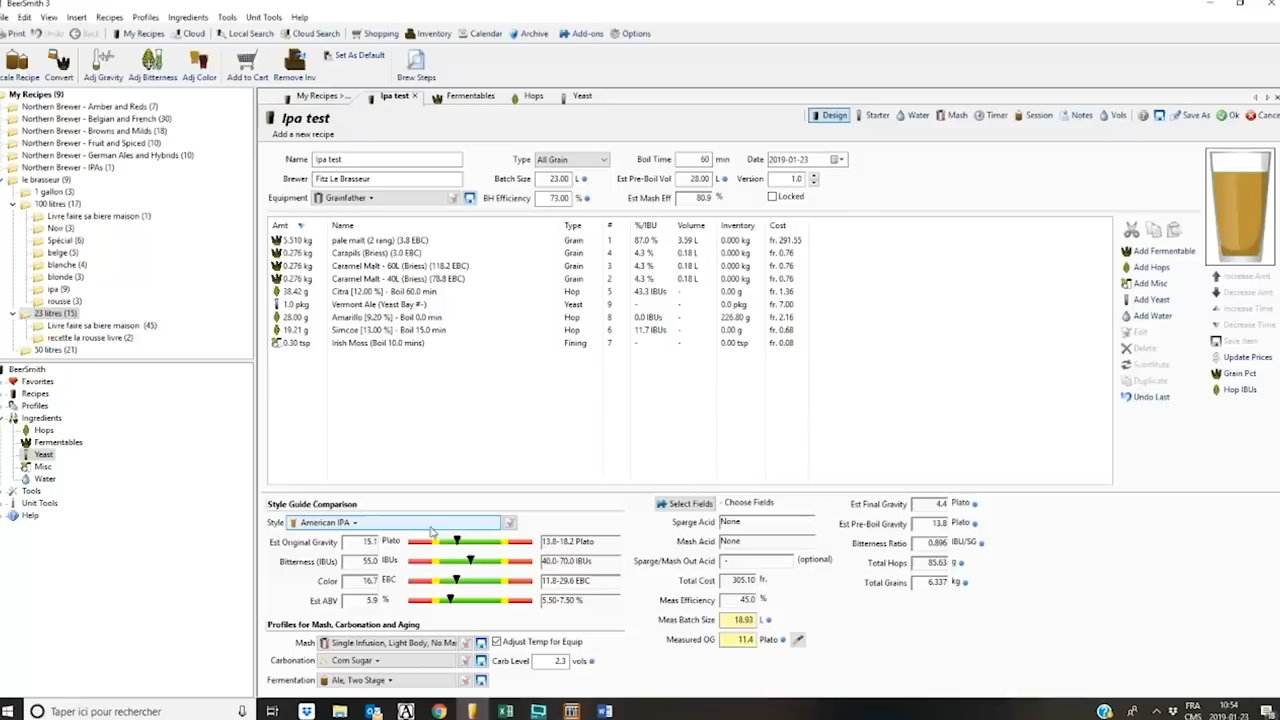 BeerSmith 3
Edit View Insert Recipes Profiles Ingredients Tools Unit Tools Help
Print Undo Back My Recipes Cloud Local Search Cloud Search Shopping Inventory Calendar Archive Add-ons Options
Recipe Convert Adj Gravity Adj Bitterness Adj Color Add to Cart Remove Inv Set As Default Brew Steps
My Recipes (9)
Northern Brewer - Amber and Reds (7)
Northern Brewer - Belgian and French (30)
Northern Brewer - Browns and Milds (18)
Northern Brewer - Fruit and Spiced (10)
Northern Brewer - German Ales and Hybrids (10)
Northern Brewer - IPAs (1)
le brasseur (9)
1 gallon (3)
100 litres (17)
Livre faire sa biere maison (1)
Noir (3)
Spécial (6)
belge (5)
blanche (4)
blonde (3)
ipa (9)
rousse (3)
23 litres (15)
Livre faire sa biere maison (45)
recette la rousse livre (2)
50 litres (21)
BeerSmith
Favorites
Recipes
Profiles
Ingredients
Hops
Fermentables
Yeast
Misc
Water
Tools
Unit Tools
Help
My Recipes >... Ipa test × Fermentables Hops Yeast
Ipa test
Add a new recipe
Design Starter Water Mash Timer Session Notes Vols Save As Ok
Name Ipa test Type All Grain Boil Time 60 min Date 2019-01-23
Brewer Fitz Le Brasseur Batch Size 23.00 L Est Pre-Boil Vol 28.00 L Version 1.0
Equipment Grainfather BH Efficiency 73.00 % Est Mash Eff 80.9 % Locked
Amt Name Type # %/IBU Volume Inventory Cost
5.510 kg pale malt (2 rang) (3.8 EBC) Grain 1 87.0 % 3.59 L 0.000 kg fr. 291.55
0.276 kg Carapils (Briess) (3.0 EBC) Grain 4 4.3 % 0.18 L 0.000 kg fr. 0.76
0.276 kg Caramel Malt - 60L (Briess) (118.2 EBC) Grain 3 4.3 % 0.18 L 0.000 kg fr. 0.76
0.276 kg Caramel Malt - 40L (Briess) (78.8 EBC) Grain 2 4.3 % 0.18 L 0.000 kg fr. 0.76
38.42 g Citra [12.00 %] - Boil 60.0 min Hop 5 43.3 IBUs - 0.00 g fr. 1.36
1.0 pkg Vermont Ale (Yeast Bay #-) Yeast 9 - - 0.0 pkg fr. 7.00
28.00 g Amarillo [9.20 %] - Boil 0.0 min Hop 8 0.0 IBUs - 226.80 g fr. 2.16
19.21 g Simcoe [13.00 %] - Boil 15.0 min Hop 6 11.7 IBUs - 0.00 g fr. 0.68
0.30 tsp Irish Moss (Boil 10.0 mins) Fining 7 - - 0.00 tsp fr. 0.08
Add Fermentable
Add Hops
Add Misc
Add Yeast
Add Water
Edit
Delete
Substitute
Duplicate
Undo Last
Increase Amt
Decrease Amt
Increase Time
Decrease Time
Save Item
Update Prices
Grain Pct
Hop IBUs
Style Guide Comparison
Style American IPA
Est Original Gravity 15.1 Plato 13.8-18.2 Plato
Bitterness (IBUs) 55.0 IBUs 40.0-70.0 IBUs
Color 16.7 EBC 11.8-29.6 EBC
Est ABV 5.9 % 5.50-7.50 %
Profiles for Mash, Carbonation and Aging
Mash Single Infusion, Light Body, No Ma Adjust Temp for Equip
Carbonation Corn Sugar Carb Level 2.3 vols
Fermentation Ale, Two Stage
Select Fields - Choose Fields
Sparge Acid None
Mash Acid None
Sparge/Mash Out Acid - (optional)
Total Cost 305.10 fr.
Meas Efficiency 45.0 %
Meas Batch Size 18.93 L
Measured OG 11.4 Plato
Est Final Gravity 4.4 Plato
Est Pre-Boil Gravity 13.8 Plato
Bitterness Ratio 0.896 IBU/SG
Total Hops 85.63 g
Total Grains 6.337 kg
Taper ici pour rechercher
FRA 10:54
CMS 2019-01-23